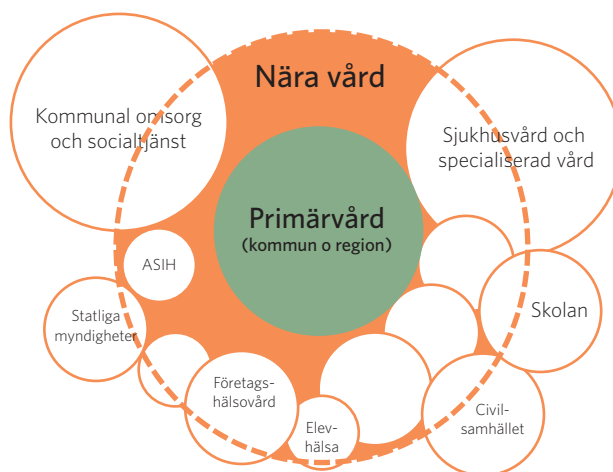 Nära vård
Kommunal omsorg
och socialtjänst
Sjukhusvård och
specialiserad vård
Primärvård
(kommun o region)
ASIH
Statliga
myndigheter
Skolan
Företags-
hälsovård
Elev-
hälsa
Civil-
samhället